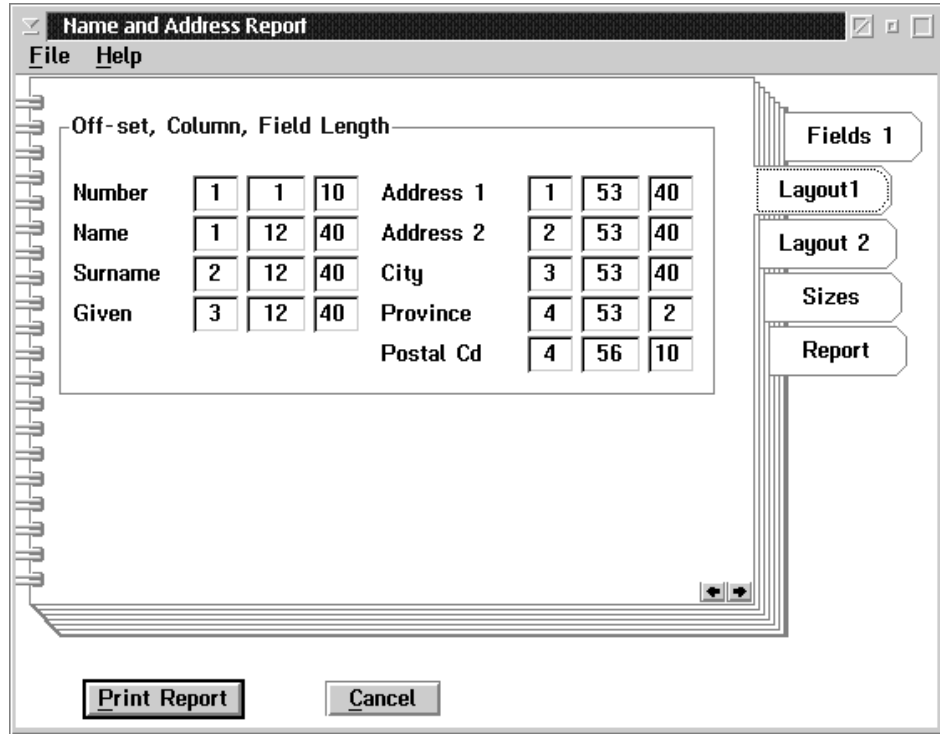 Name and Address Report
File Help
Off-set, Column, Field Length
Number 1 1 10 Address 1 1 53 40
Name 1 12 40 Address 2 2 53 40
Surname 2 12 40 City 3 53 40
Given 3 12 40 Province 4 53 2
Postal Cd 4 56 10
Fields 1
Layout1
Layout 2
Sizes
Report
Print Report Cancel